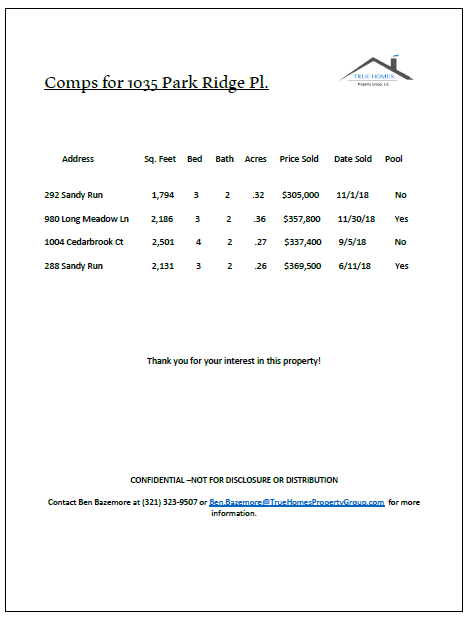 Comps for 1035 Park Ridge Pl.
TRUE HOMES
Property Group, LLC
Address Sq. Feet Bed Bath Acres Price Sold Date Sold Pool
292 Sandy Run 1,794 3 2 .32 $305,000 11/1/18 No
980 Long Meadow Ln 2,186 3 2 .36 $357,800 11/30/18 Yes
1004 Cedarbrook Ct 2,501 4 2 .27 $337,400 9/5/18 No
288 Sandy Run 2,131 3 2 .26 $369,500 6/11/18 Yes
Thank you for your interest in this property!
CONFIDENTIAL –NOT FOR DISCLOSURE OR DISTRIBUTION
Contact Ben Bazemore at (321) 323-9507 or Ben.Bazemore@TrueHomesPropertyGroup.com for more
information.